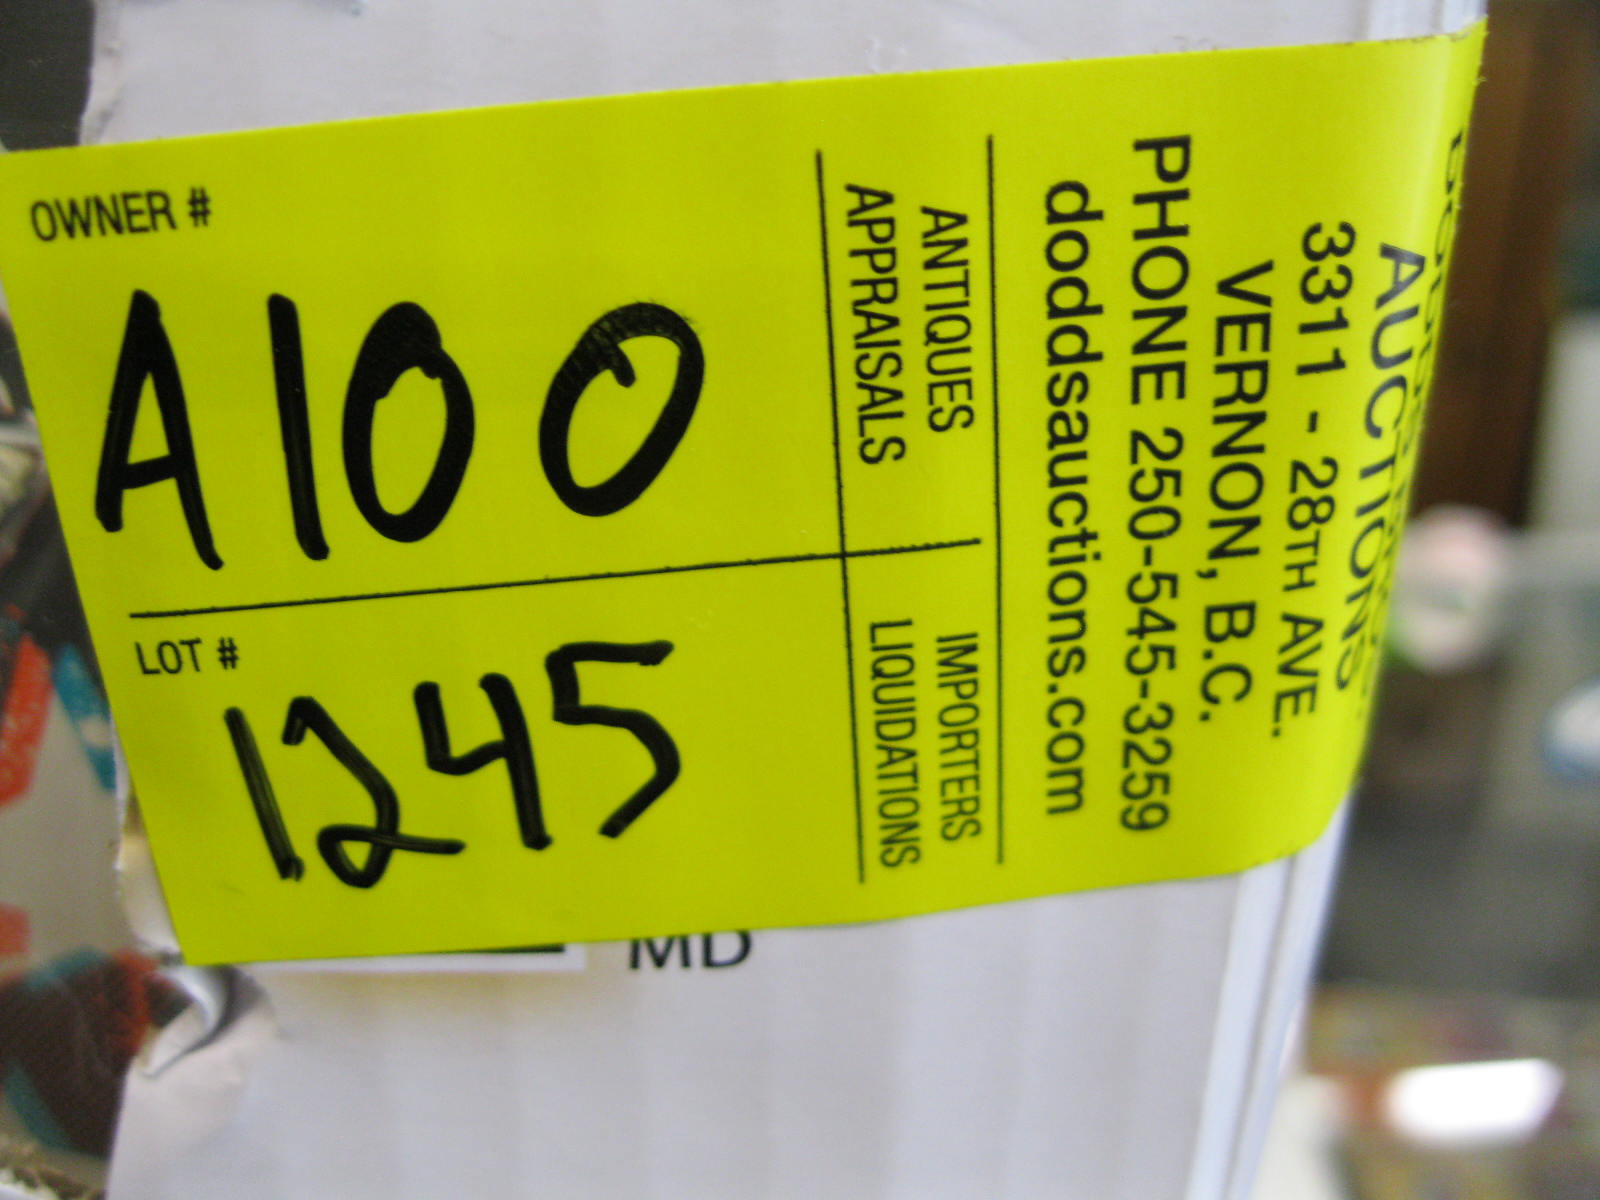 OWNER #
A100
LOT #
1245
AUCTIONS
3311 - 28TH AVE.
VERNON, B.C.
PHONE 250-545-3259
doddsauctions.com
ANTIQUES
APPRAISALS
IMPORTERS
LIQUIDATIONS
MD